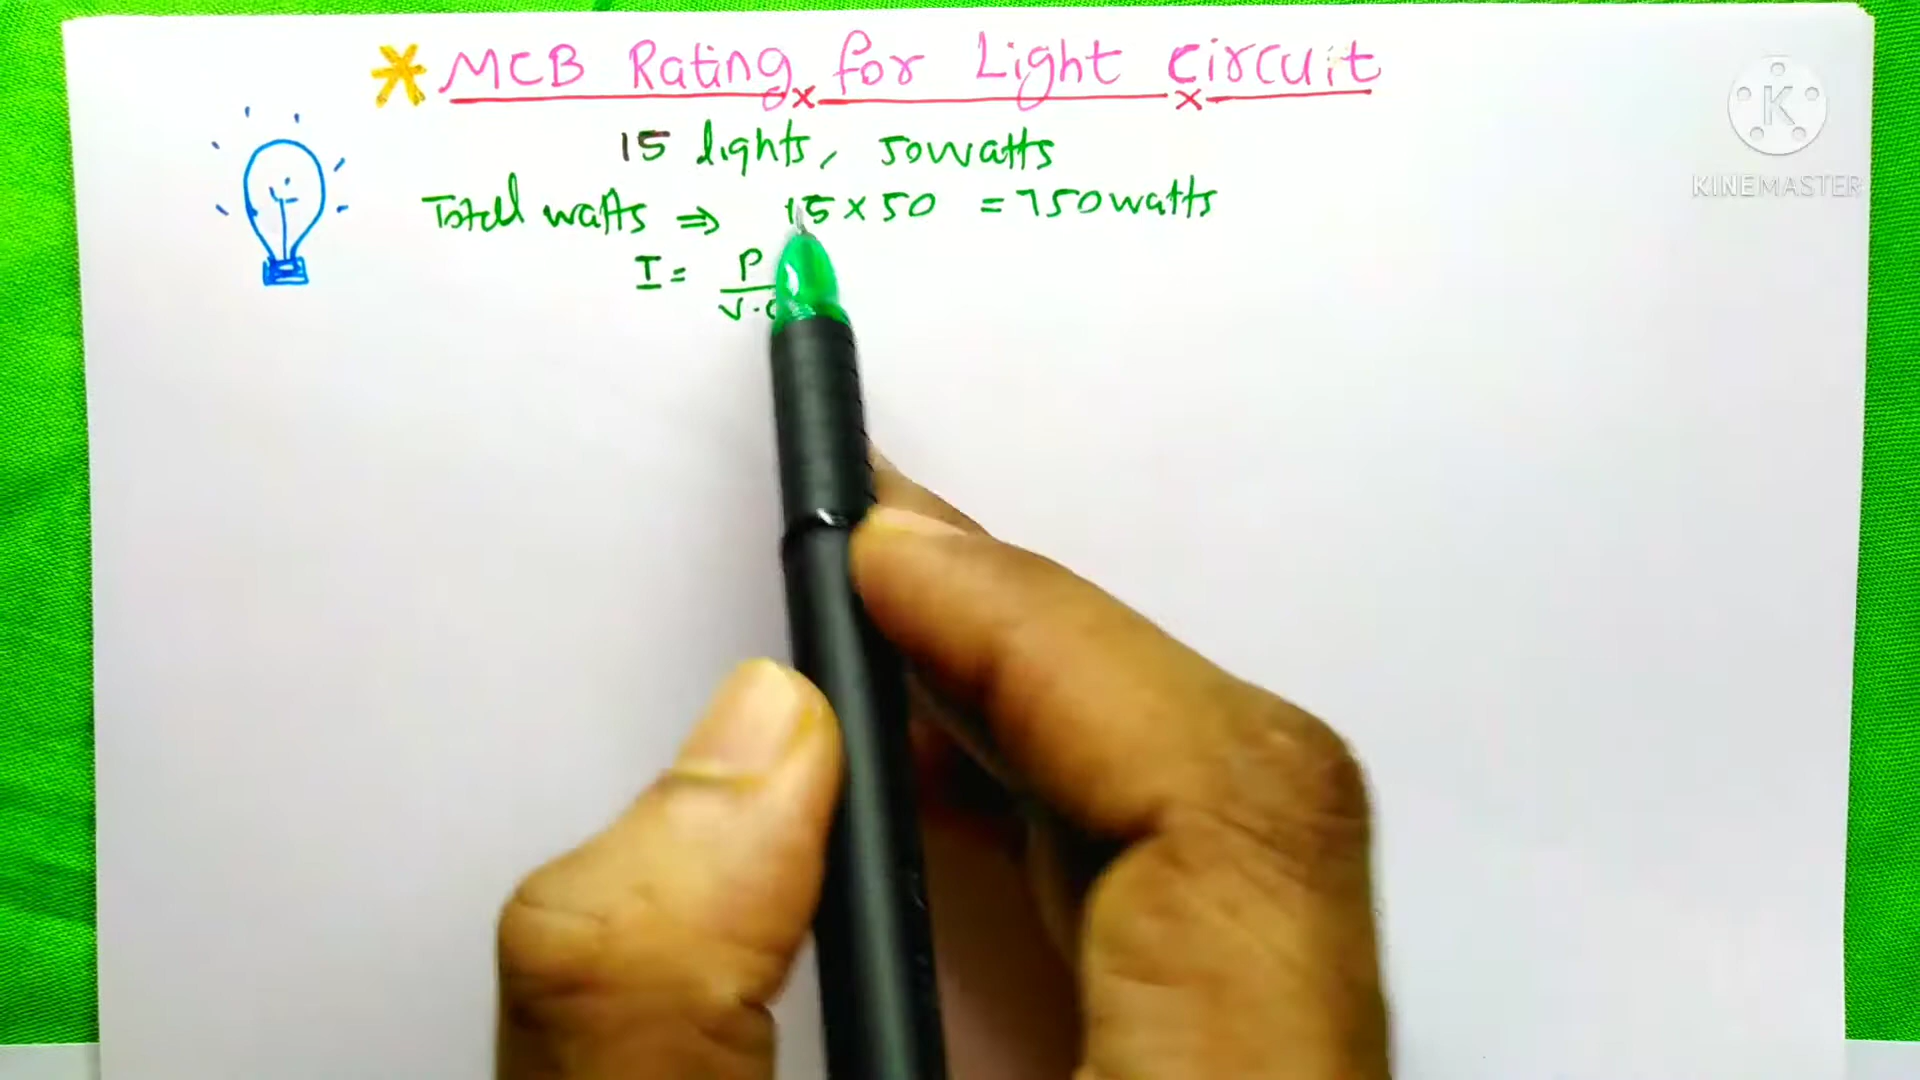 * MCB Rating for Light Circuit
15 lights, 50watts
Total watts ⇒ 15 × 50 = 750watts
I = P
V.
K
KINEMASTER